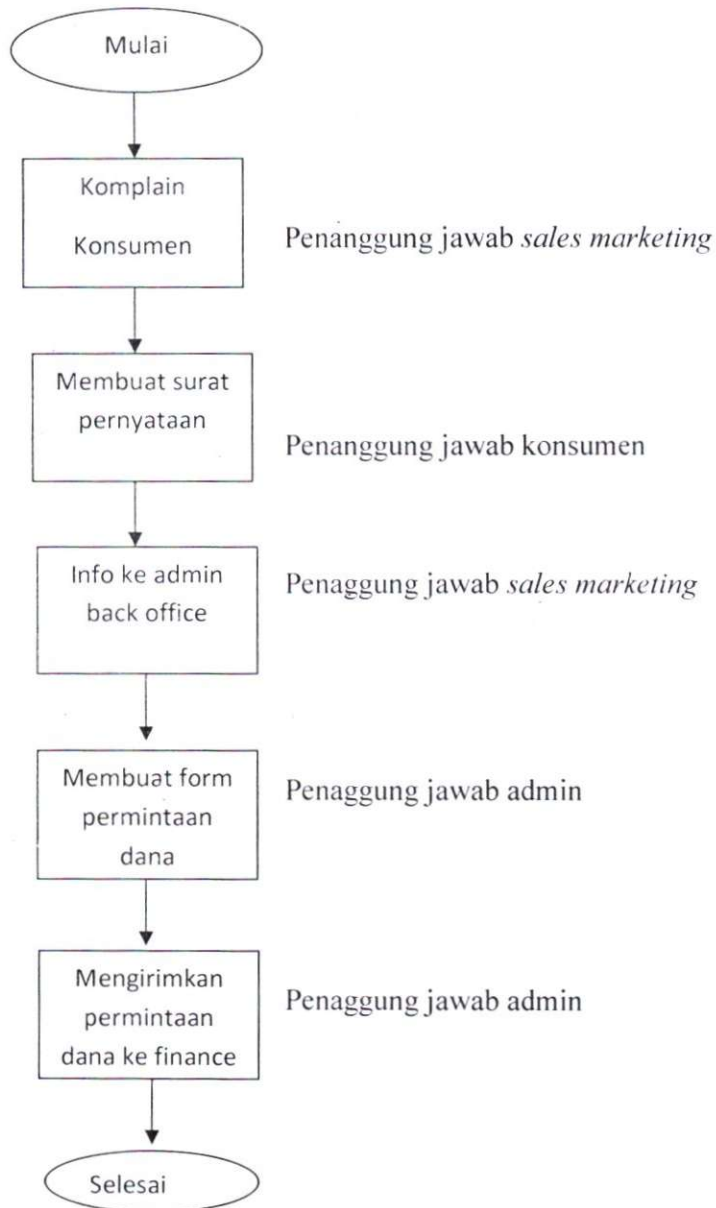 Mulai
Komplain
Konsumen
Penanggung jawab sales marketing
Membuat surat
pernyataan
Penanggung jawab konsumen
Info ke admin
back office
Penaggung jawab sales marketing
Membuat form
permintaan
dana
Penaggung jawab admin
Mengirimkan
permintaan
dana ke finance
Penaggung jawab admin
Selesai